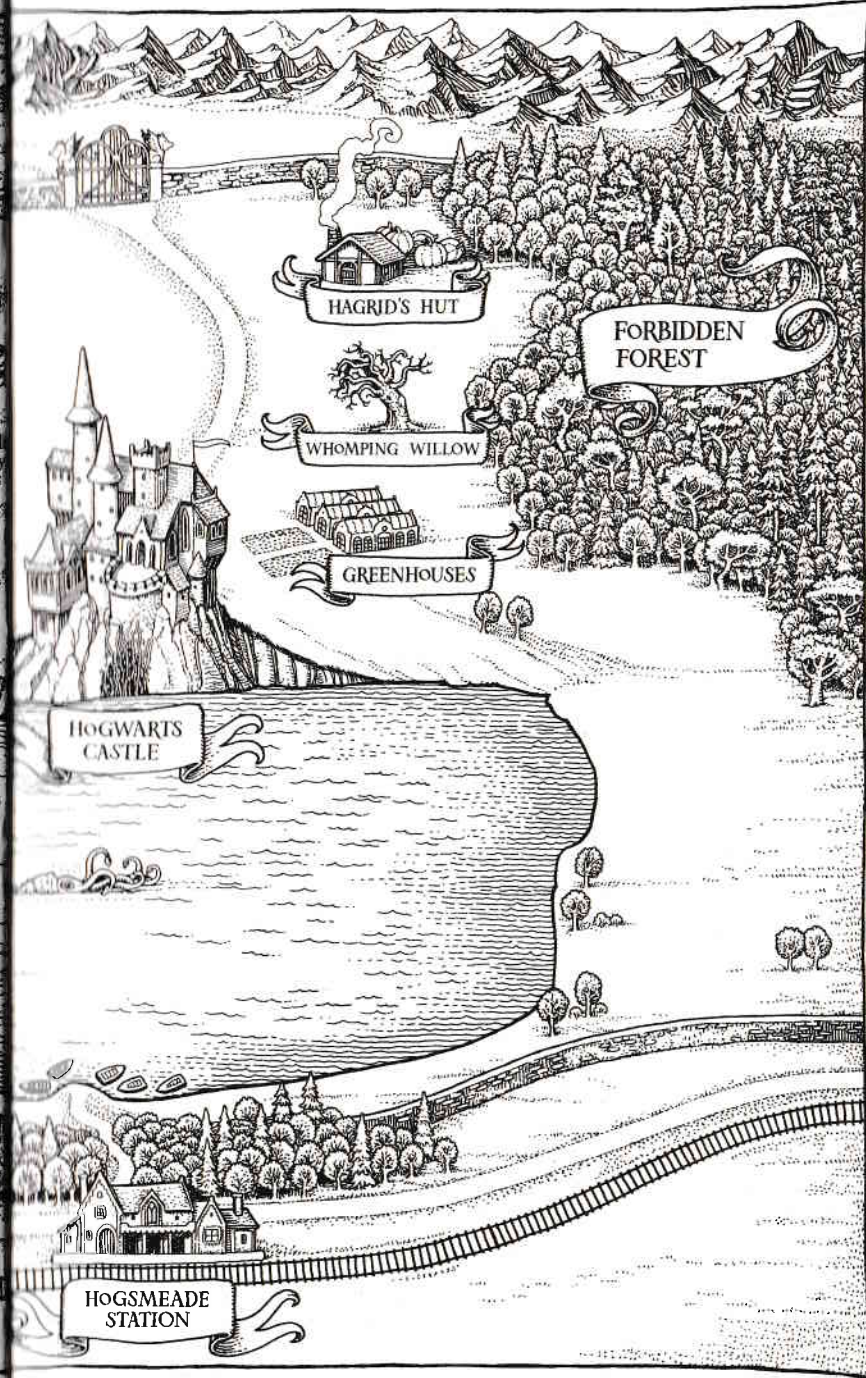 HAGRID'S HUT
FORBIDDEN
FOREST
WHOMPING WILLOW
GREENHOUSES
HOGWARTS
CASTLE
HOGSMEADE
STATION